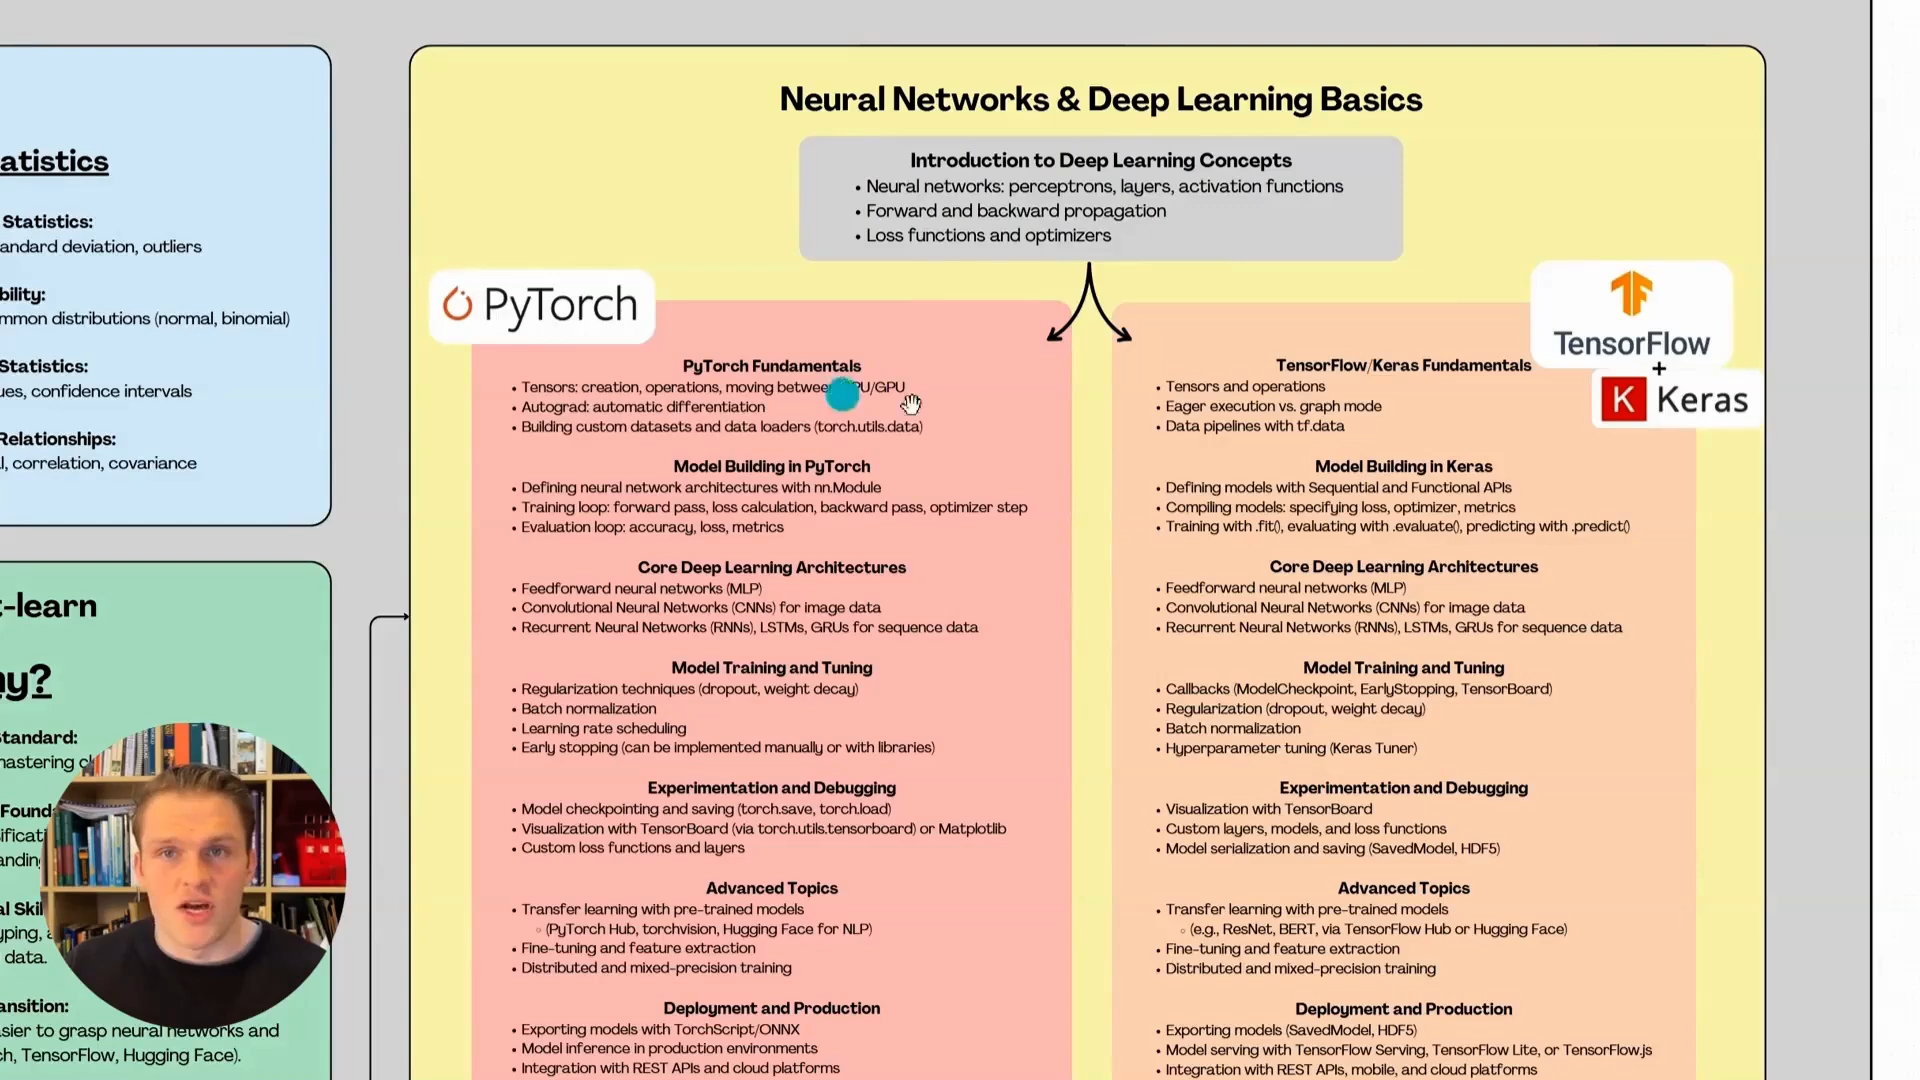 atistics
Statistics:
andard deviation, outliers
bility:
mmon distributions (normal, binomial)
Statistics:
ues, confidence intervals
Relationships:
l, correlation, covariance
t-learn
ny?
Standard:
nastering c
Founda
sificati
anding
al Skil
yping, a
data.
ansition:
sier to grasp neural networks and
ch, TensorFlow, Hugging Face).
Neural Networks & Deep Learning Basics
Introduction to Deep Learning Concepts
• Neural networks: perceptrons, layers, activation functions
• Forward and backward propagation
• Loss functions and optimizers
PyTorch
PyTorch Fundamentals
• Tensors: creation, operations, moving between PU/GPU
• Autograd: automatic differentiation
• Building custom datasets and data loaders (torch.utils.data)
Model Building in PyTorch
• Defining neural network architectures with nn.Module
• Training loop: forward pass, loss calculation, backward pass, optimizer step
• Evaluation loop: accuracy, loss, metrics
Core Deep Learning Architectures
• Feedforward neural networks (MLP)
• Convolutional Neural Networks (CNNs) for image data
• Recurrent Neural Networks (RNNs), LSTMs, GRUs for sequence data
Model Training and Tuning
• Regularization techniques (dropout, weight decay)
• Batch normalization
• Learning rate scheduling
• Early stopping (can be implemented manually or with libraries)
Experimentation and Debugging
• Model checkpointing and saving (torch.save, torch.load)
• Visualization with TensorBoard (via torch.utils.tensorboard) or Matplotlib
• Custom loss functions and layers
Advanced Topics
• Transfer learning with pre-trained models
◦ (PyTorch Hub, torchvision, Hugging Face for NLP)
• Fine-tuning and feature extraction
• Distributed and mixed-precision training
Deployment and Production
• Exporting models with TorchScript/ONNX
• Model inference in production environments
• Integration with REST APIs and cloud platforms
TensorFlow
+
K Keras
TensorFlow/Keras Fundamentals
• Tensors and operations
• Eager execution vs. graph mode
• Data pipelines with tf.data
Model Building in Keras
• Defining models with Sequential and Functional APIs
• Compiling models: specifying loss, optimizer, metrics
• Training with .fit(), evaluating with .evaluate(), predicting with .predict()
Core Deep Learning Architectures
• Feedforward neural networks (MLP)
• Convolutional Neural Networks (CNNs) for image data
• Recurrent Neural Networks (RNNs), LSTMs, GRUs for sequence data
Model Training and Tuning
• Callbacks (ModelCheckpoint, EarlyStopping, TensorBoard)
• Regularization (dropout, weight decay)
• Batch normalization
• Hyperparameter tuning (Keras Tuner)
Experimentation and Debugging
• Visualization with TensorBoard
• Custom layers, models, and loss functions
• Model serialization and saving (SavedModel, HDF5)
Advanced Topics
• Transfer learning with pre-trained models
◦ (e.g., ResNet, BERT, via TensorFlow Hub or Hugging Face)
• Fine-tuning and feature extraction
• Distributed and mixed-precision training
Deployment and Production
• Exporting models (SavedModel, HDF5)
• Model serving with TensorFlow Serving, TensorFlow Lite, or TensorFlow.js
• Integration with REST APIs, mobile, and cloud platforms